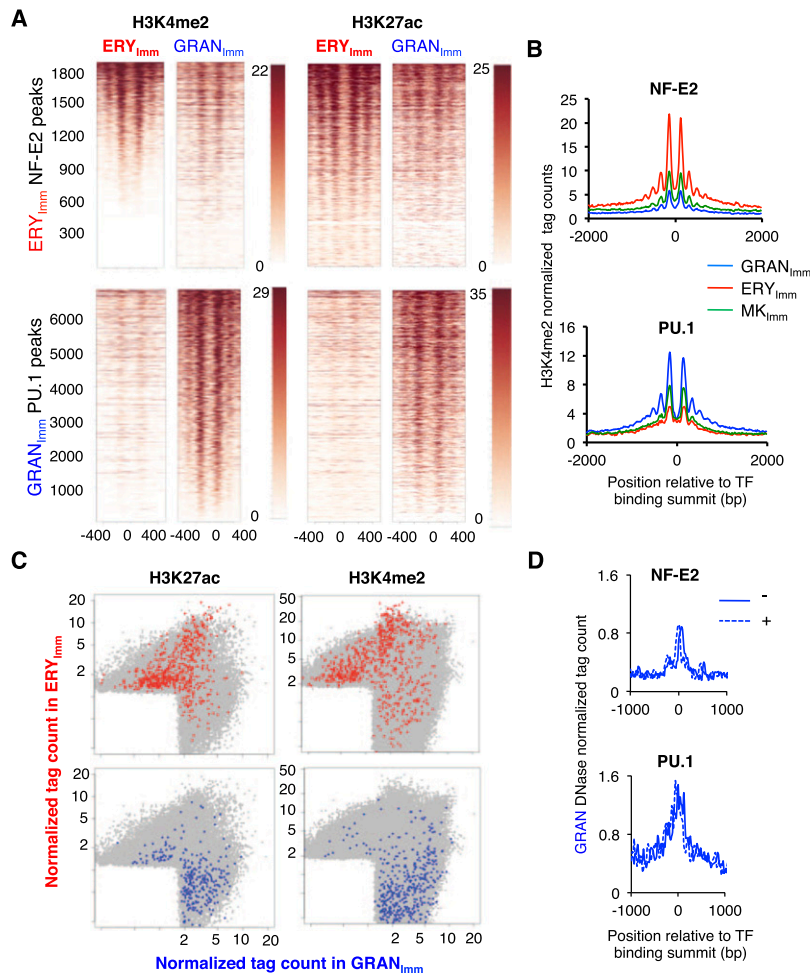 A
H3K4me2
H3K27ac
ERYImm
GRANImm
ERYImm
GRANImm
ERYImm NF-E2 peaks
1800
1500
1200
900
600
300
22
0
25
0
GRANImm PU.1 peaks
6000
5000
4000
3000
2000
1000
29
0
35
0
-400 0 400
-400 0 400
-400 0 400
-400 0 400
B
NF-E2
H3K4me2 normalized tag counts
25
20
15
10
5
0
-2000 0 2000
GRANImm
ERYImm
MKImm
PU.1
16
12
8
4
0
-2000 0 2000
Position relative to TF
binding summit (bp)
C
H3K27ac
H3K4me2
Normalized tag count in ERYImm
20
10
5
2
50
20
10
5
2
20
10
5
2
50
20
10
5
2
2 5 10 20
2 5 10 20
Normalized tag count in GRANImm
D
NF-E2
GRAN DNase normalized tag count
1.6
0.8
0
-1000 0 1000
-
+
PU.1
1.6
0.8
0
-1000 0 1000
Position relative to TF
binding summit (bp)